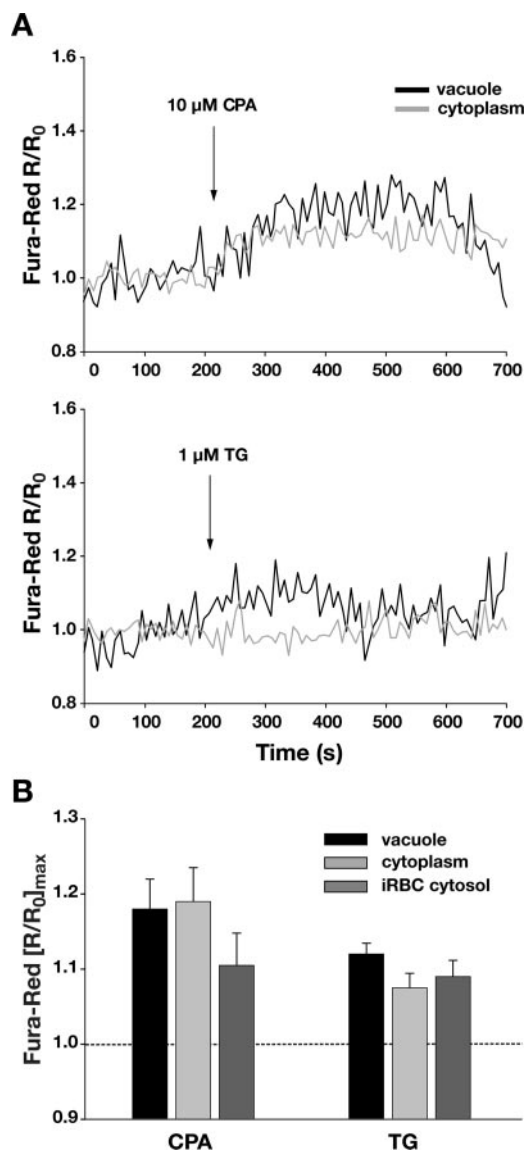 A
1.6
1.4
1.2
1.0
0.8
Fura-Red R/R₀
10 µM CPA
vacuole
cytoplasm
0 100 200 300 400 500 600 700
1.6
1.4
1.2
1.0
0.8
Fura-Red R/R₀
1 µM TG
0 100 200 300 400 500 600 700
Time (s)
B
1.3
1.2
1.1
1.0
0.9
Fura-Red [R/R₀]max
vacuole
cytoplasm
iRBC cytosol
CPA TG